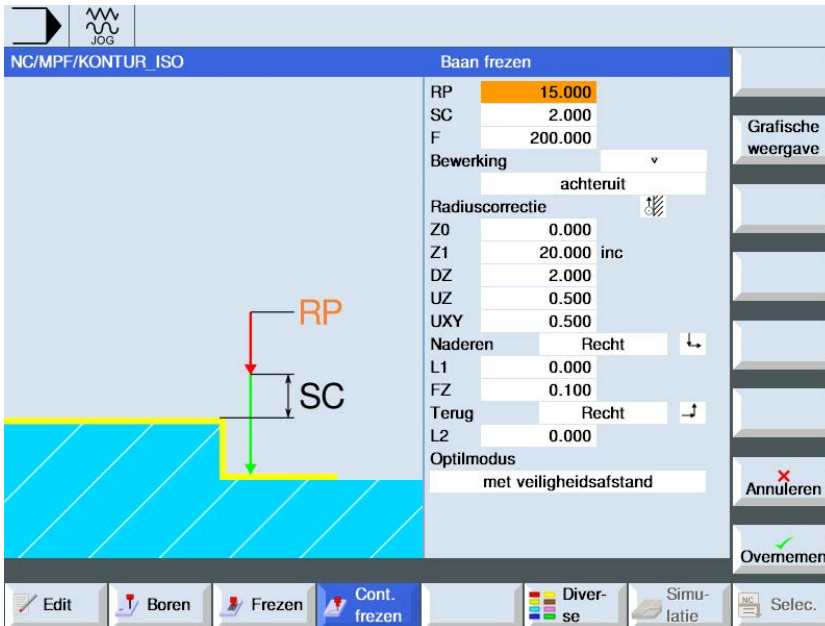 JOG
NC/MPF/KONTUR_ISO
Baan frezen
RP 15.000
SC 2.000
F 200.000
Bewerking ▿
achteruit
Radiuscorrectie
Z0 0.000
Z1 20.000 inc
DZ 2.000
UZ 0.500
UXY 0.500
Naderen Recht
L1 0.000
FZ 0.100
Terug Recht
L2 0.000
Optilmodus
met veiligheidsafstand
RP
SC
Grafische
weergave
Annuleren
Overnemen
Edit
Boren
Frezen
Cont.
frezen
Diver-
se
Simu-
latie
NC
Selec.